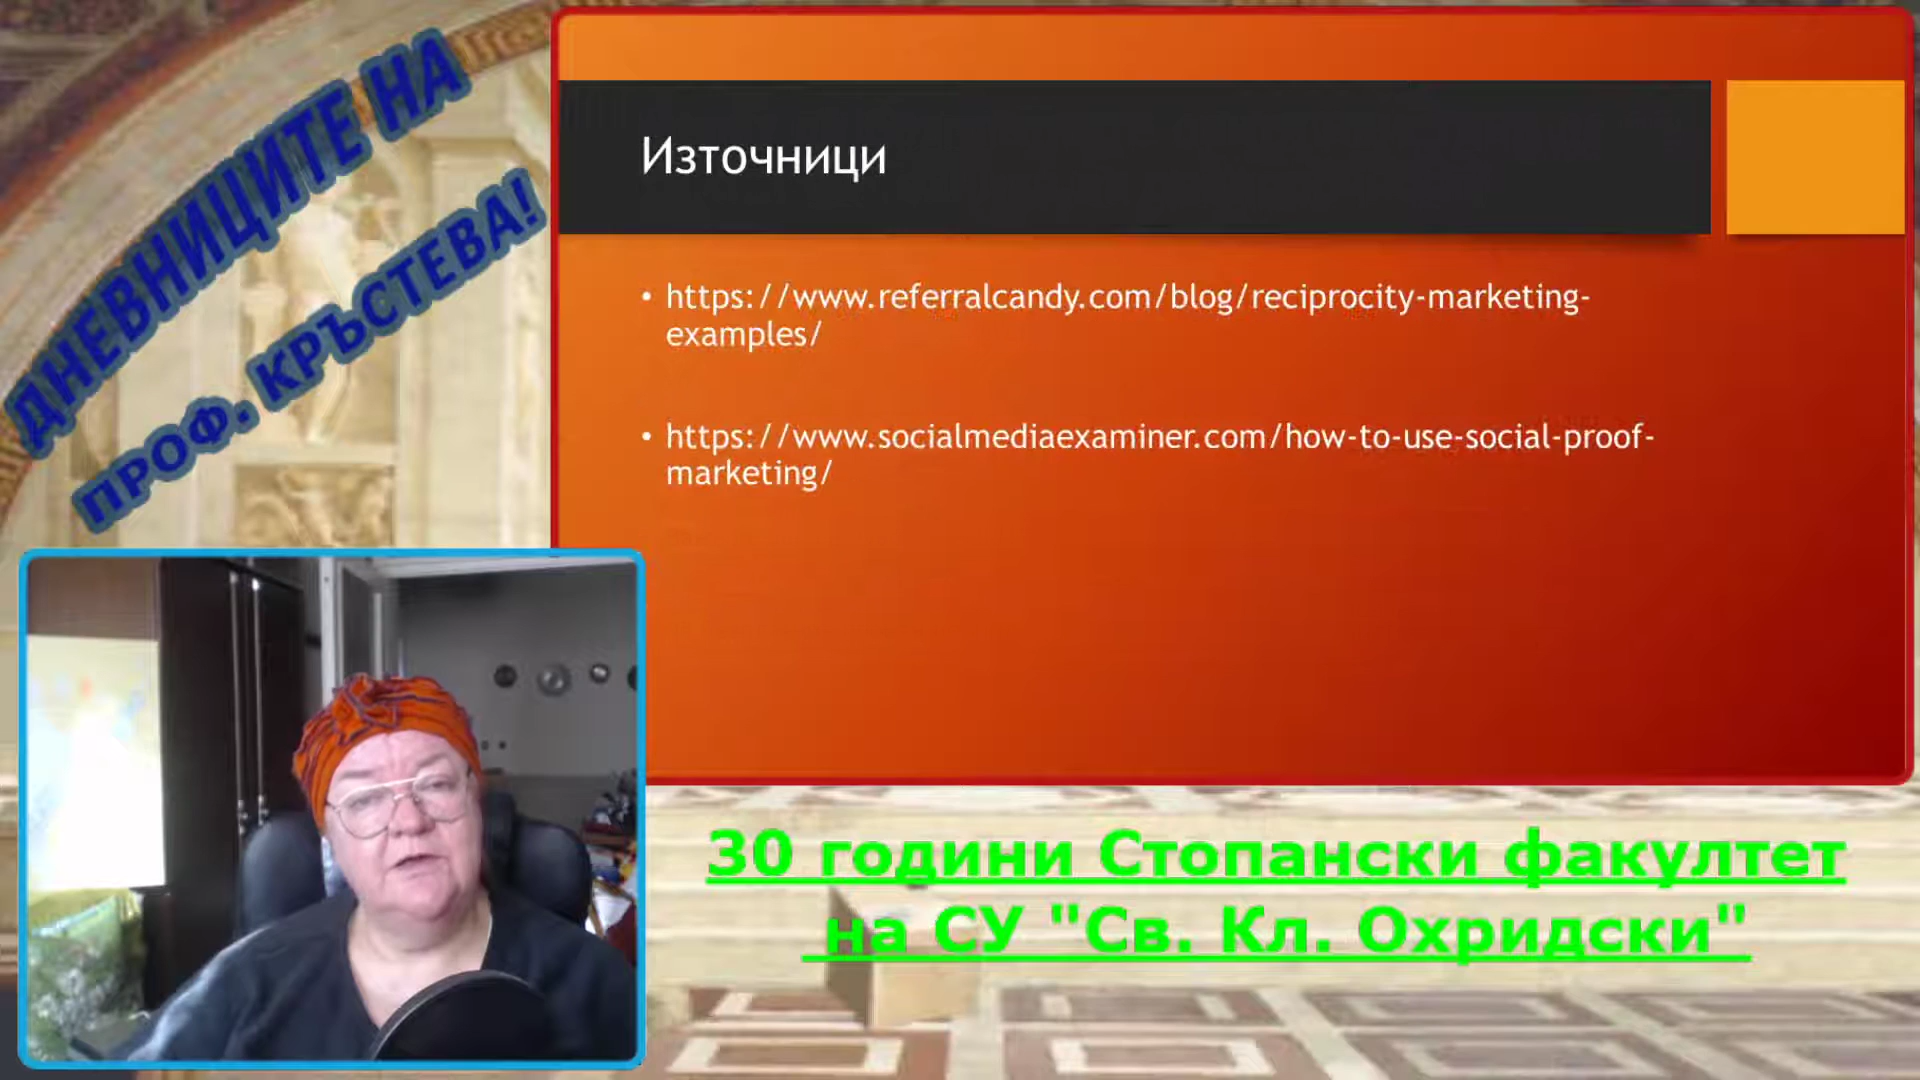 ДНЕВНИЦИТЕ НА
ПРОФ. КРЪСТЕВА!
Източници
• https://www.referralcandy.com/blog/reciprocity-marketing-
examples/
• https://www.socialmediaexaminer.com/how-to-use-social-proof-
marketing/
30 години Стопански факултет
на СУ "Св. Кл. Охридски"